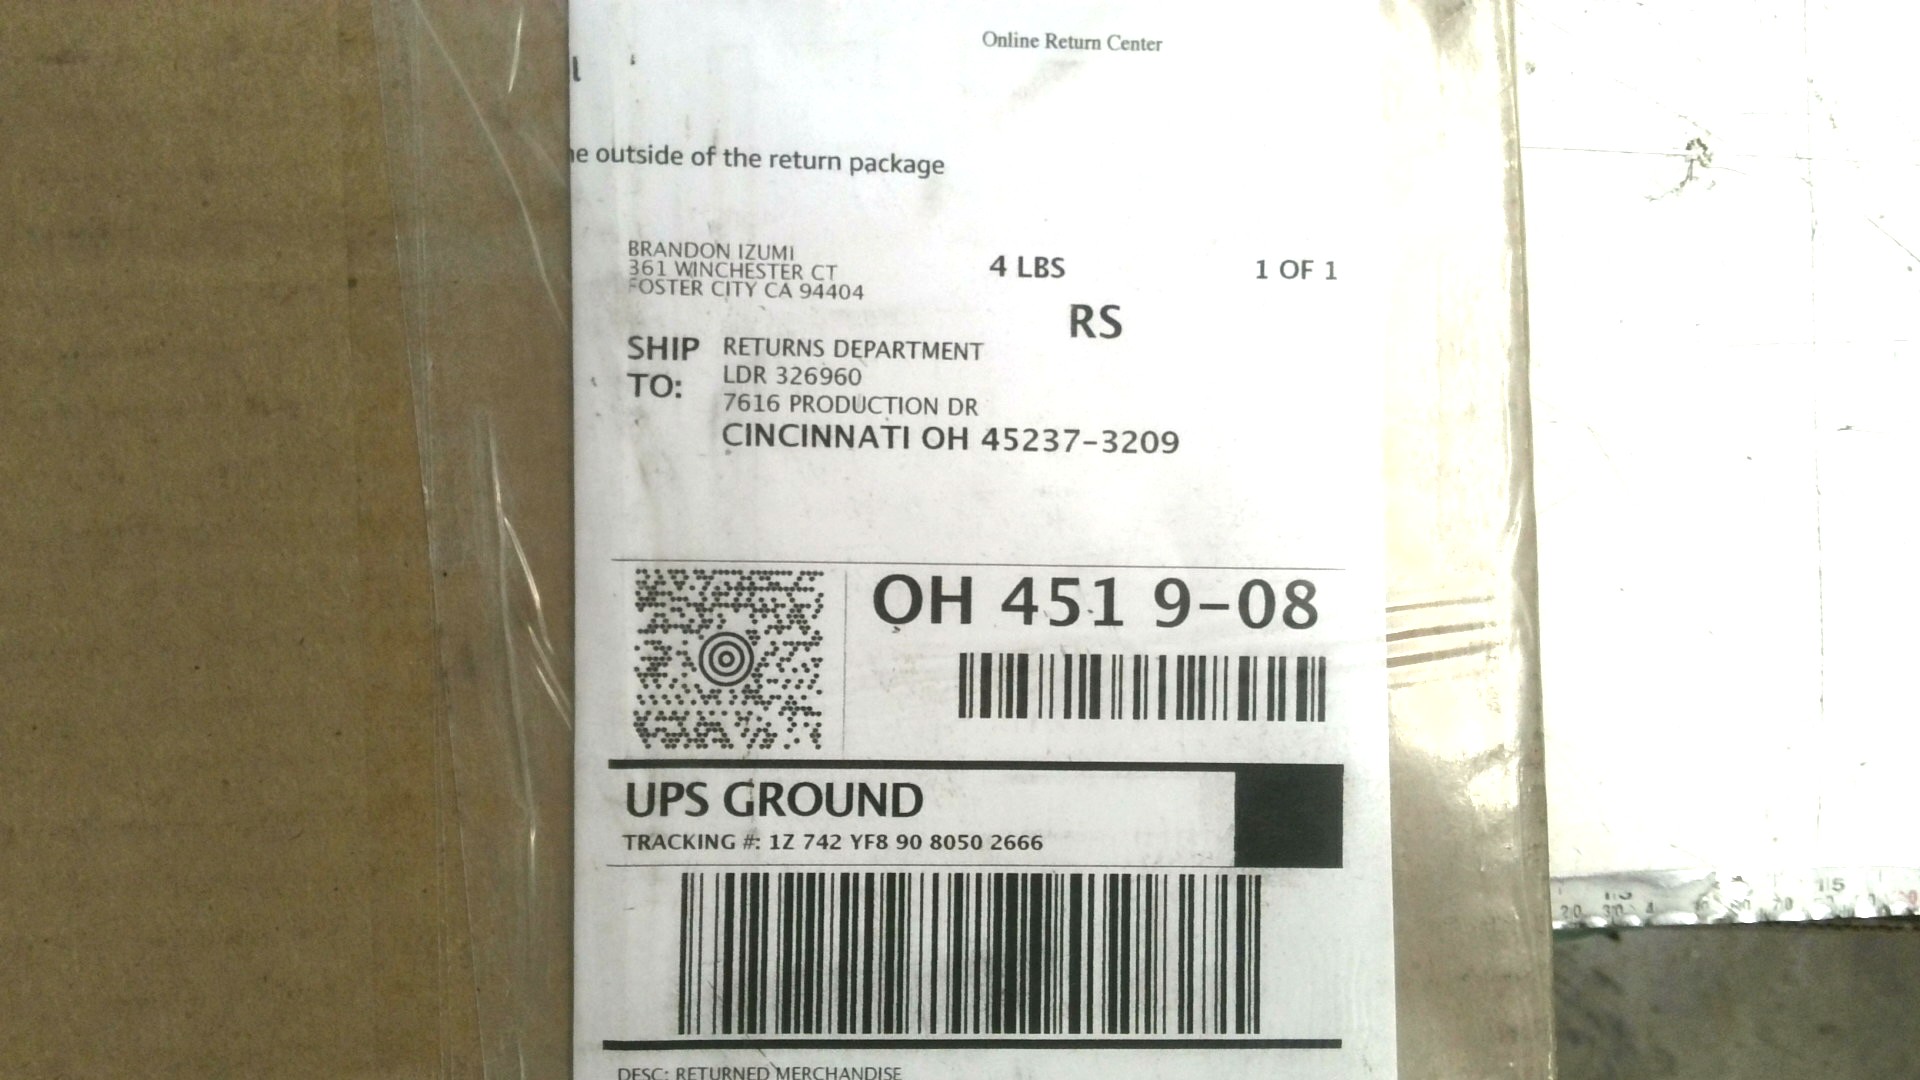 Online Return Center
outside of the return package
BRANDON IZUMI
361 WINCHESTER CT
FOSTER CITY CA 94404
4 LBS
1 OF 1
RS
SHIP TO:
RETURNS DEPARTMENT
LDR 326960
7616 PRODUCTION DR
CINCINNATI OH 45237-3209
OH 451 9-08
UPS GROUND
TRACKING #: 1Z 742 YF8 90 8050 2666
DESC: RETURNED MERCHANDISE
15
20